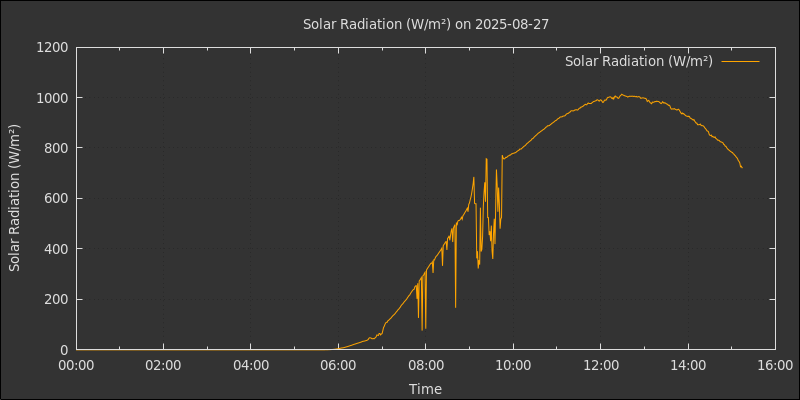 Solar Radiation (W/m²) on 2025-08-27
Solar Radiation (W/m²)
Solar Radiation (W/m²)
1200
1000
800
600
400
200
0
00:00 02:00 04:00 06:00 08:00 10:00 12:00 14:00 16:00
Time